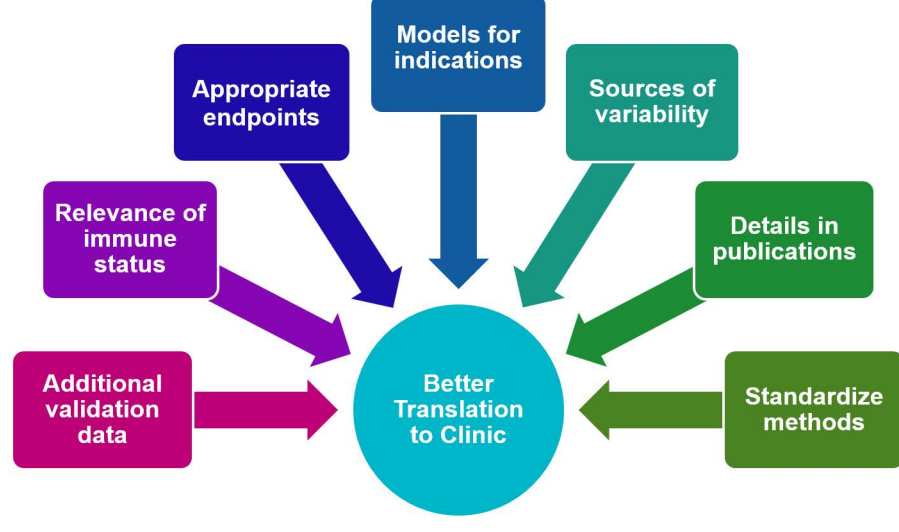 Models for
indications
Appropriate
endpoints
Sources of
variability
Relevance of
immune
status
Details in
publications
Additional
validation
data
Better
Translation
to Clinic
Standardize
methods